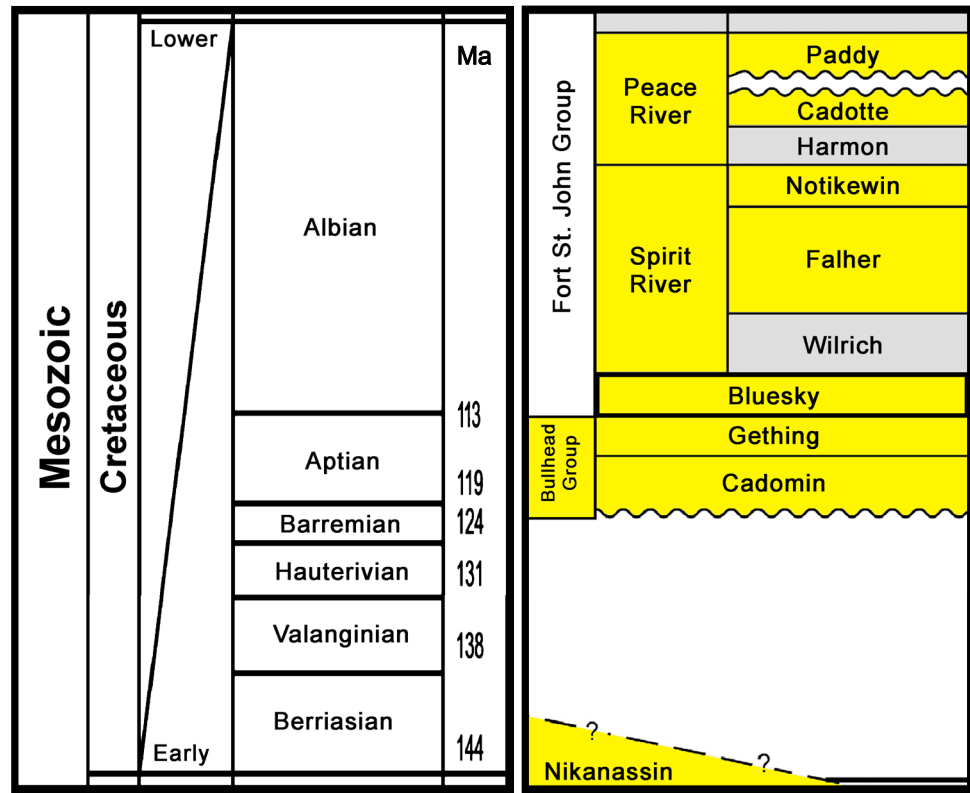 Mesozoic
Cretaceous
Lower
Early
Albian
Aptian
Barremian
Hauterivian
Valanginian
Berriasian
Ma
113
119
124
131
138
144
Fort St. John Group
Bullhead
Group
Peace
River
Spirit
River
Paddy
Cadotte
Harmon
Notikewin
Falher
Wilrich
Bluesky
Gething
Cadomin
?
?
Nikanassin